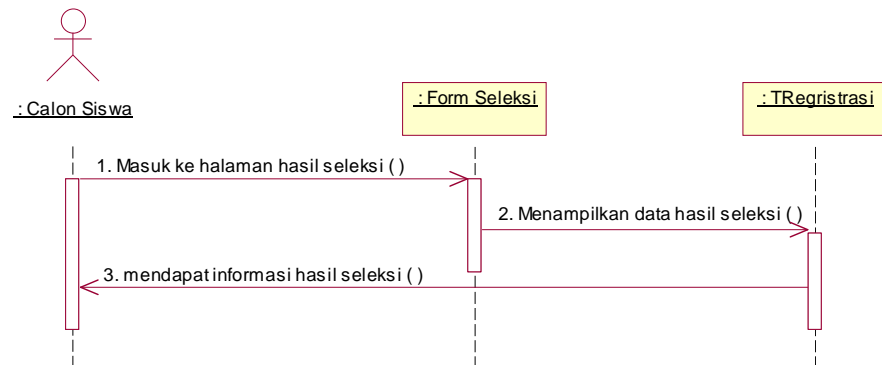 : Calon Siswa
: Form Seleksi
: TRegristrasi
1. Masuk ke halaman hasil seleksi ( )
2. Menampilkan data hasil seleksi ( )
3. mendapat informasi hasil seleksi ( )